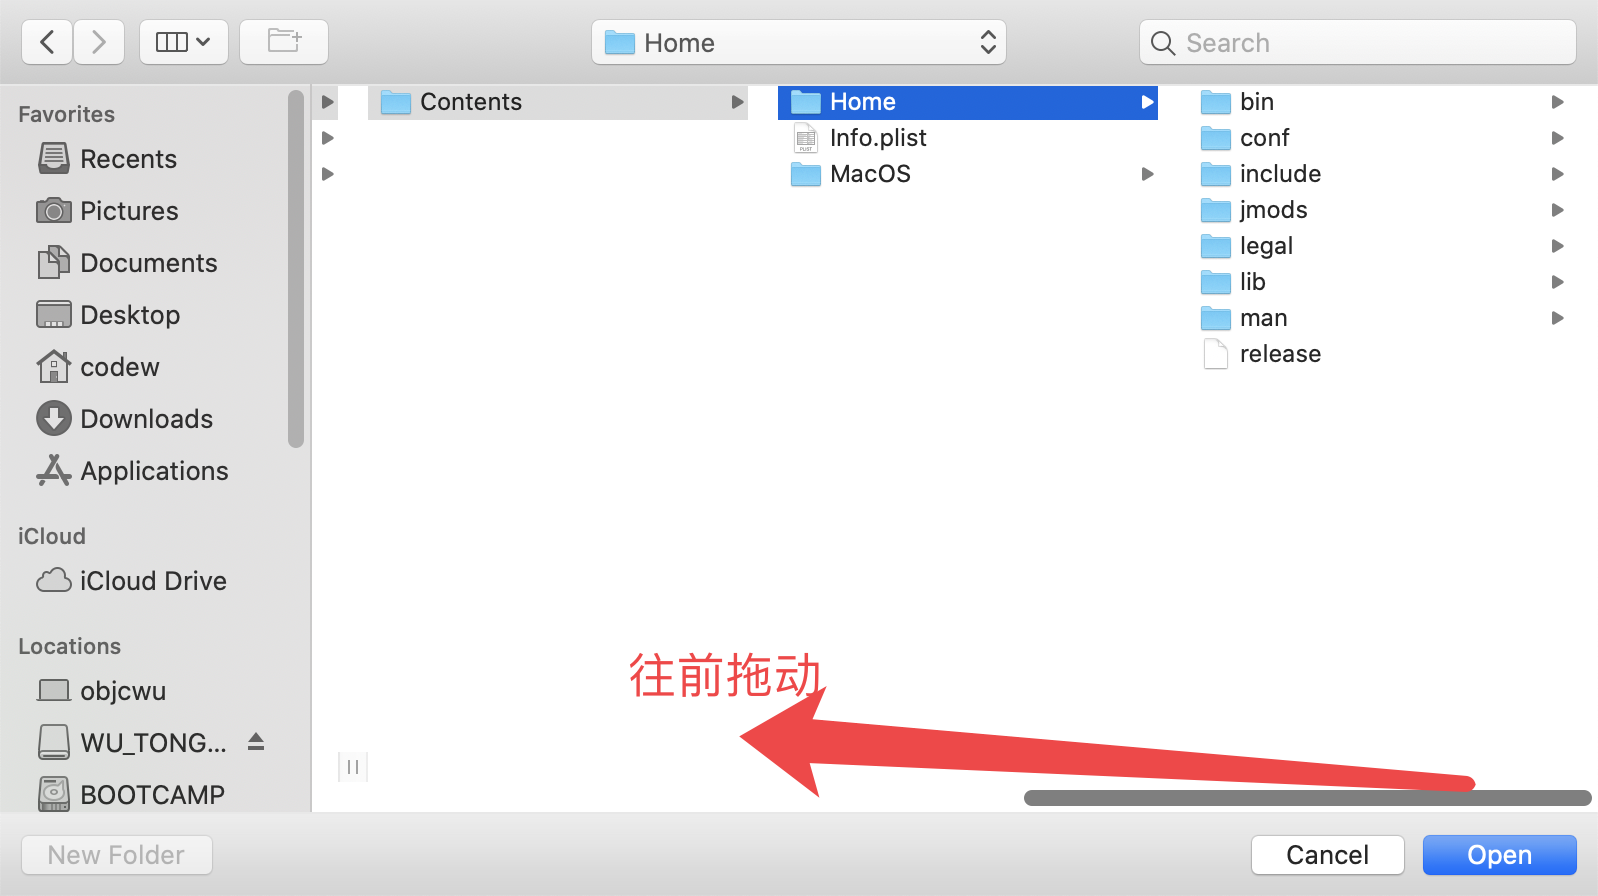 Home
Search
Favorites
Recents
Pictures
Documents
Desktop
codew
Downloads
Applications
iCloud
iCloud Drive
Locations
objcwu
WU_TONG...
BOOTCAMP
Contents
Home
Info.plist
MacOS
bin
conf
include
jmods
legal
lib
man
release
往前拖动
New Folder
Cancel
Open